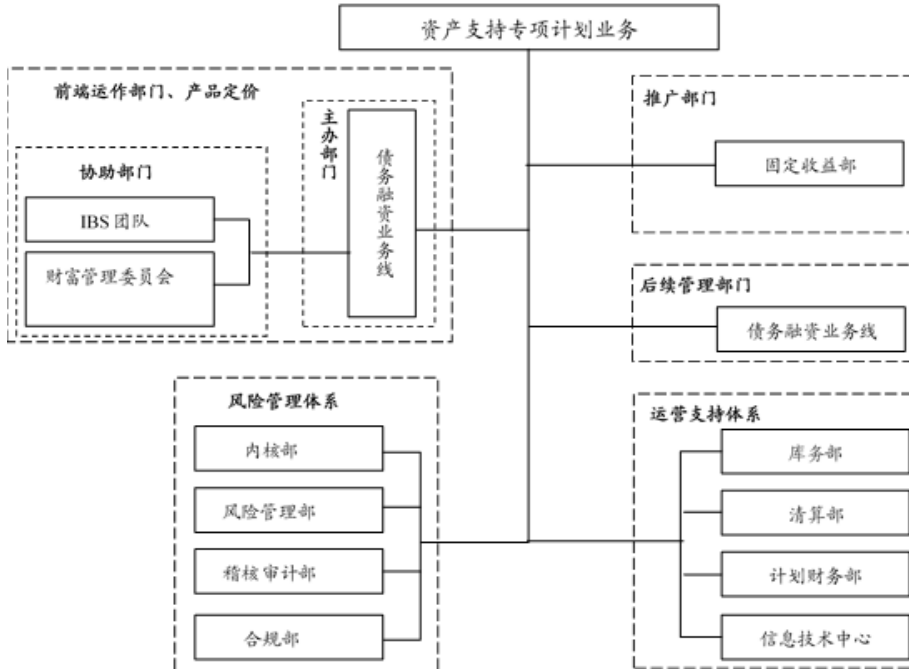 资产支持专项计划业务
前端运作部门、产品定价
主办部门
债务融资业务线
协助部门
IBS 团队
财富管理委员会
推广部门
固定收益部
后续管理部门
债务融资业务线
风险管理体系
内核部
风险管理部
稽核审计部
合规部
运营支持体系
库务部
清算部
计划财务部
信息技术中心